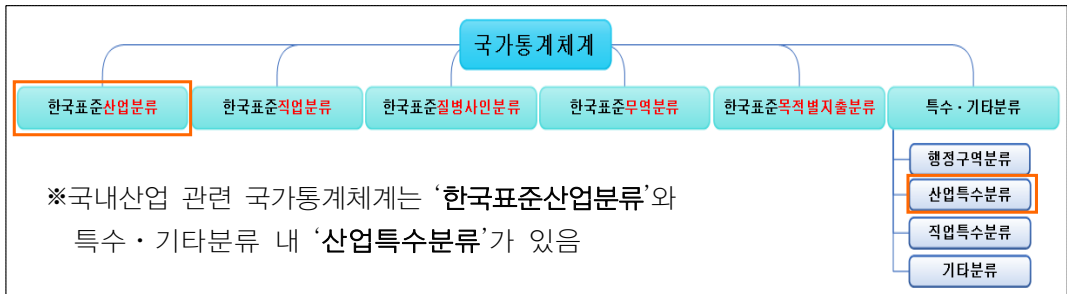 국가통계체계
한국표준산업분류
한국표준직업분류
한국표준질병사인분류
한국표준무역분류
한국표준목적별지출분류
특수・기타분류
행정구역분류
산업특수분류
직업특수분류
기타분류
※국내산업 관련 국가통계체계는 ‘한국표준산업분류’와
특수・기타분류 내 ‘산업특수분류’가 있음